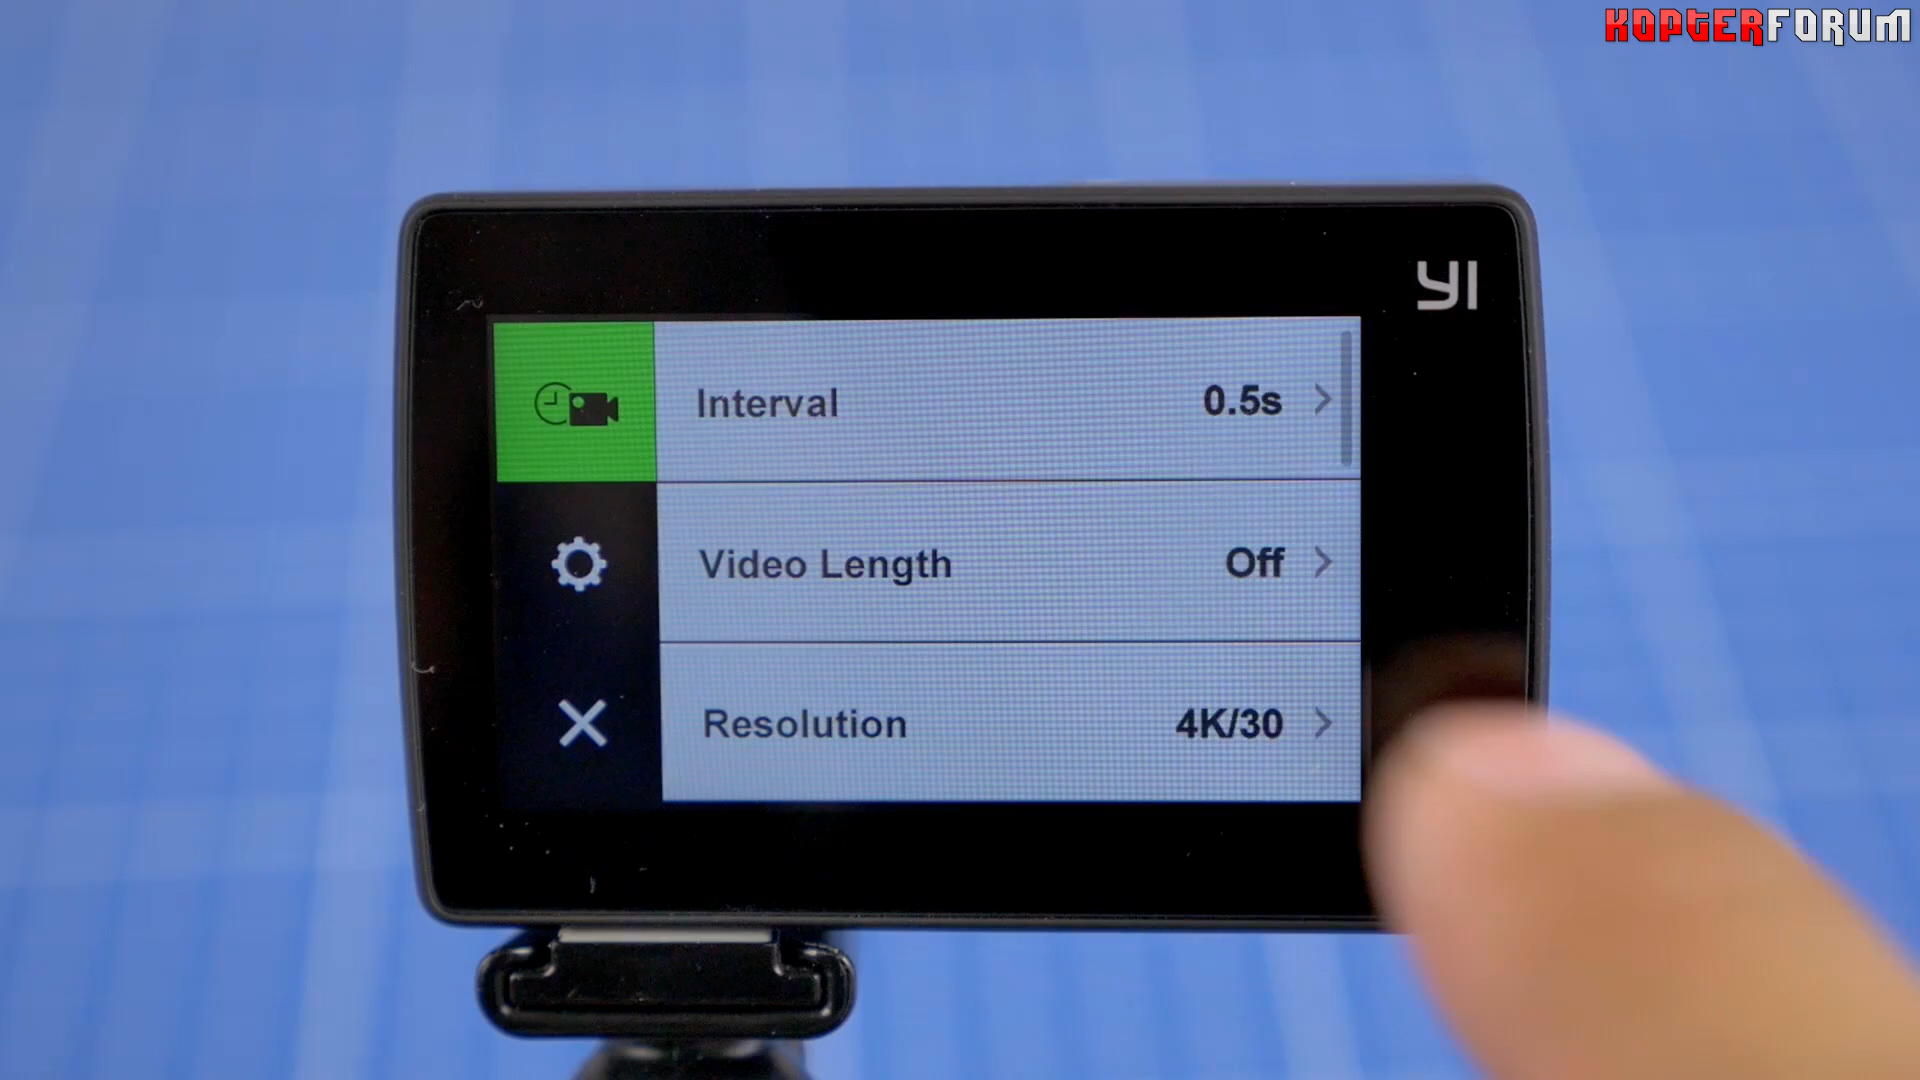 KOPTERFORUM
YI
Interval 0.5s
Video Length Off
Resolution 4K/30